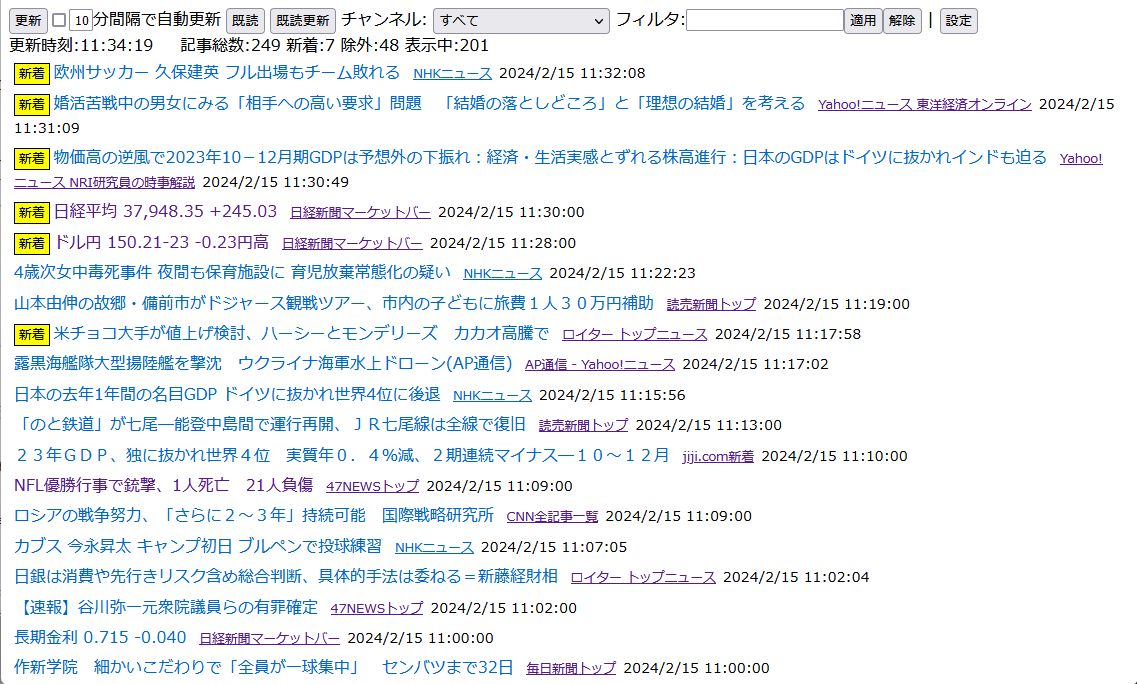 更新 10 分間隔で自動更新 既読 既読更新 チャンネル: すべて フィルタ: 適用 解除 | 設定
更新時刻:11:34:19 記事総数:249 新着:7 除外:48 表示中:201
新着 欧州サッカー 久保建英 フル出場もチーム敗れる NHKニュース 2024/2/15 11:32:08
新着 婚活苦戦中の男女にみる「相手への高い要求」問題　「結婚の落としどころ」と「理想の結婚」を考える Yahoo!ニュース 東洋経済オンライン 2024/2/15
11:31:09
新着 物価高の逆風で2023年10－12月期GDPは予想外の下振れ：経済・生活実感とずれる株高進行：日本のGDPはドイツに抜かれインドも迫る Yahoo!
ニュース NRI研究員の時事解説 2024/2/15 11:30:49
新着 日経平均 37,948.35 +245.03 日経新聞マーケットバー 2024/2/15 11:30:00
新着 ドル円 150.21-23 -0.23円高 日経新聞マーケットバー 2024/2/15 11:28:00
4歳次女中毒死事件 夜間も保育施設に 育児放棄常態化の疑い NHKニュース 2024/2/15 11:22:23
山本由伸の故郷・備前市がドジャース観戦ツアー、市内の子どもに旅費１人３０万円補助 読売新聞トップ 2024/2/15 11:19:00
新着 米チョコ大手が値上げ検討、ハーシーとモンデリーズ　カカオ高騰で ロイター トップニュース 2024/2/15 11:17:58
露黒海艦隊大型揚陸艦を撃沈　ウクライナ海軍水上ドローン(AP通信) AP通信 - Yahoo!ニュース 2024/2/15 11:17:02
日本の去年1年間の名目GDP ドイツに抜かれ世界4位に後退 NHKニュース 2024/2/15 11:15:56
「のと鉄道」が七尾―能登中島間で運行再開、ＪＲ七尾線は全線で復旧 読売新聞トップ 2024/2/15 11:13:00
２３年ＧＤＰ、独に抜かれ世界４位　実質年０．４％減、２期連続マイナス―１０～１２月 jiji.com新着 2024/2/15 11:10:00
NFL優勝行事で銃撃、1人死亡　21人負傷 47NEWSトップ 2024/2/15 11:09:00
ロシアの戦争努力、「さらに２～３年」持続可能　国際戦略研究所 CNN全記事一覧 2024/2/15 11:09:00
カブス 今永昇太 キャンプ初日 ブルペンで投球練習 NHKニュース 2024/2/15 11:07:05
日銀は消費や先行きリスク含め総合判断、具体的手法は委ねる＝新藤経財相 ロイター トップニュース 2024/2/15 11:02:04
【速報】谷川弥一元衆院議員らの有罪確定 47NEWSトップ 2024/2/15 11:02:00
長期金利 0.715 -0.040 日経新聞マーケットバー 2024/2/15 11:00:00
作新学院　細かいこだわりで「全員が一球集中」　センバツまで32日 毎日新聞トップ 2024/2/15 11:00:00